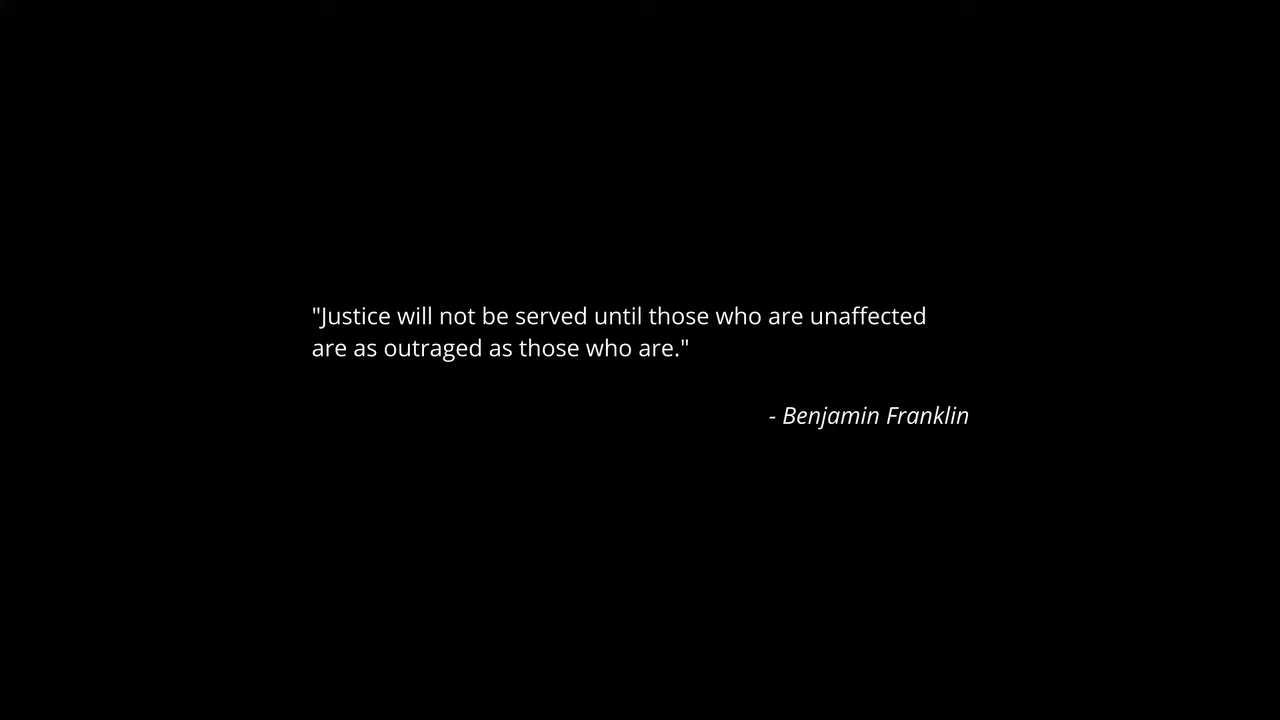 "Justice will not be served until those who are unaffected
are as outraged as those who are."
- Benjamin Franklin